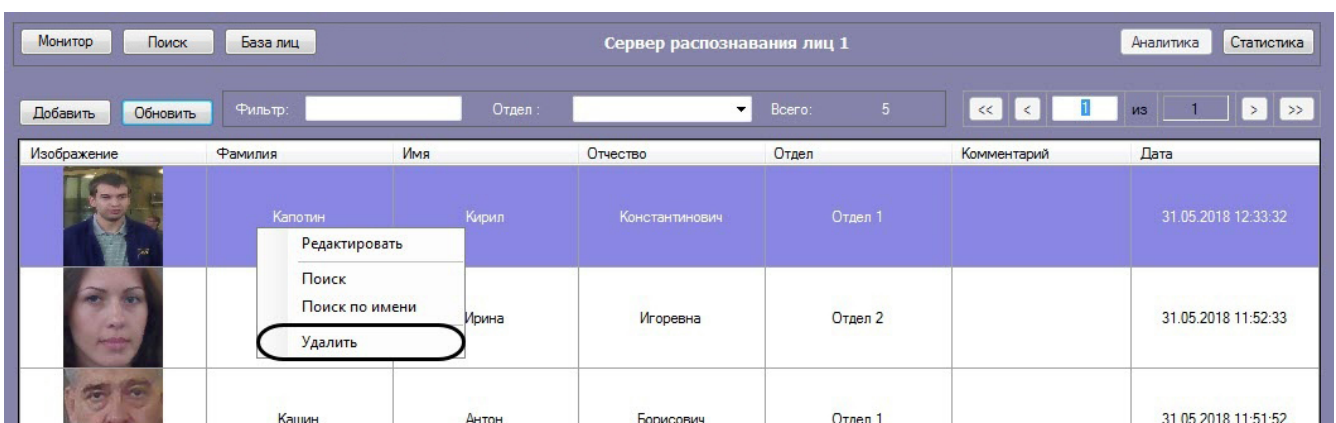 Монитор Поиск База лиц Сервер распознавания лиц 1 Аналитика Статистика
Добавить Обновить Фильтр: Отдел : Всего: 5 << < 1 из 1 > >>
Изображение Фамилия Имя Отчество Отдел Комментарий Дата
Капотин Кирил Константинович Отдел 1 31.05.2018 12:33:32
Редактировать
Поиск
Поиск по имени
Ирина Игоревна Отдел 2 31.05.2018 11:52:33
Удалить
Кашин Антон Борисович Отдел 1 31.05.2018 11:51:52